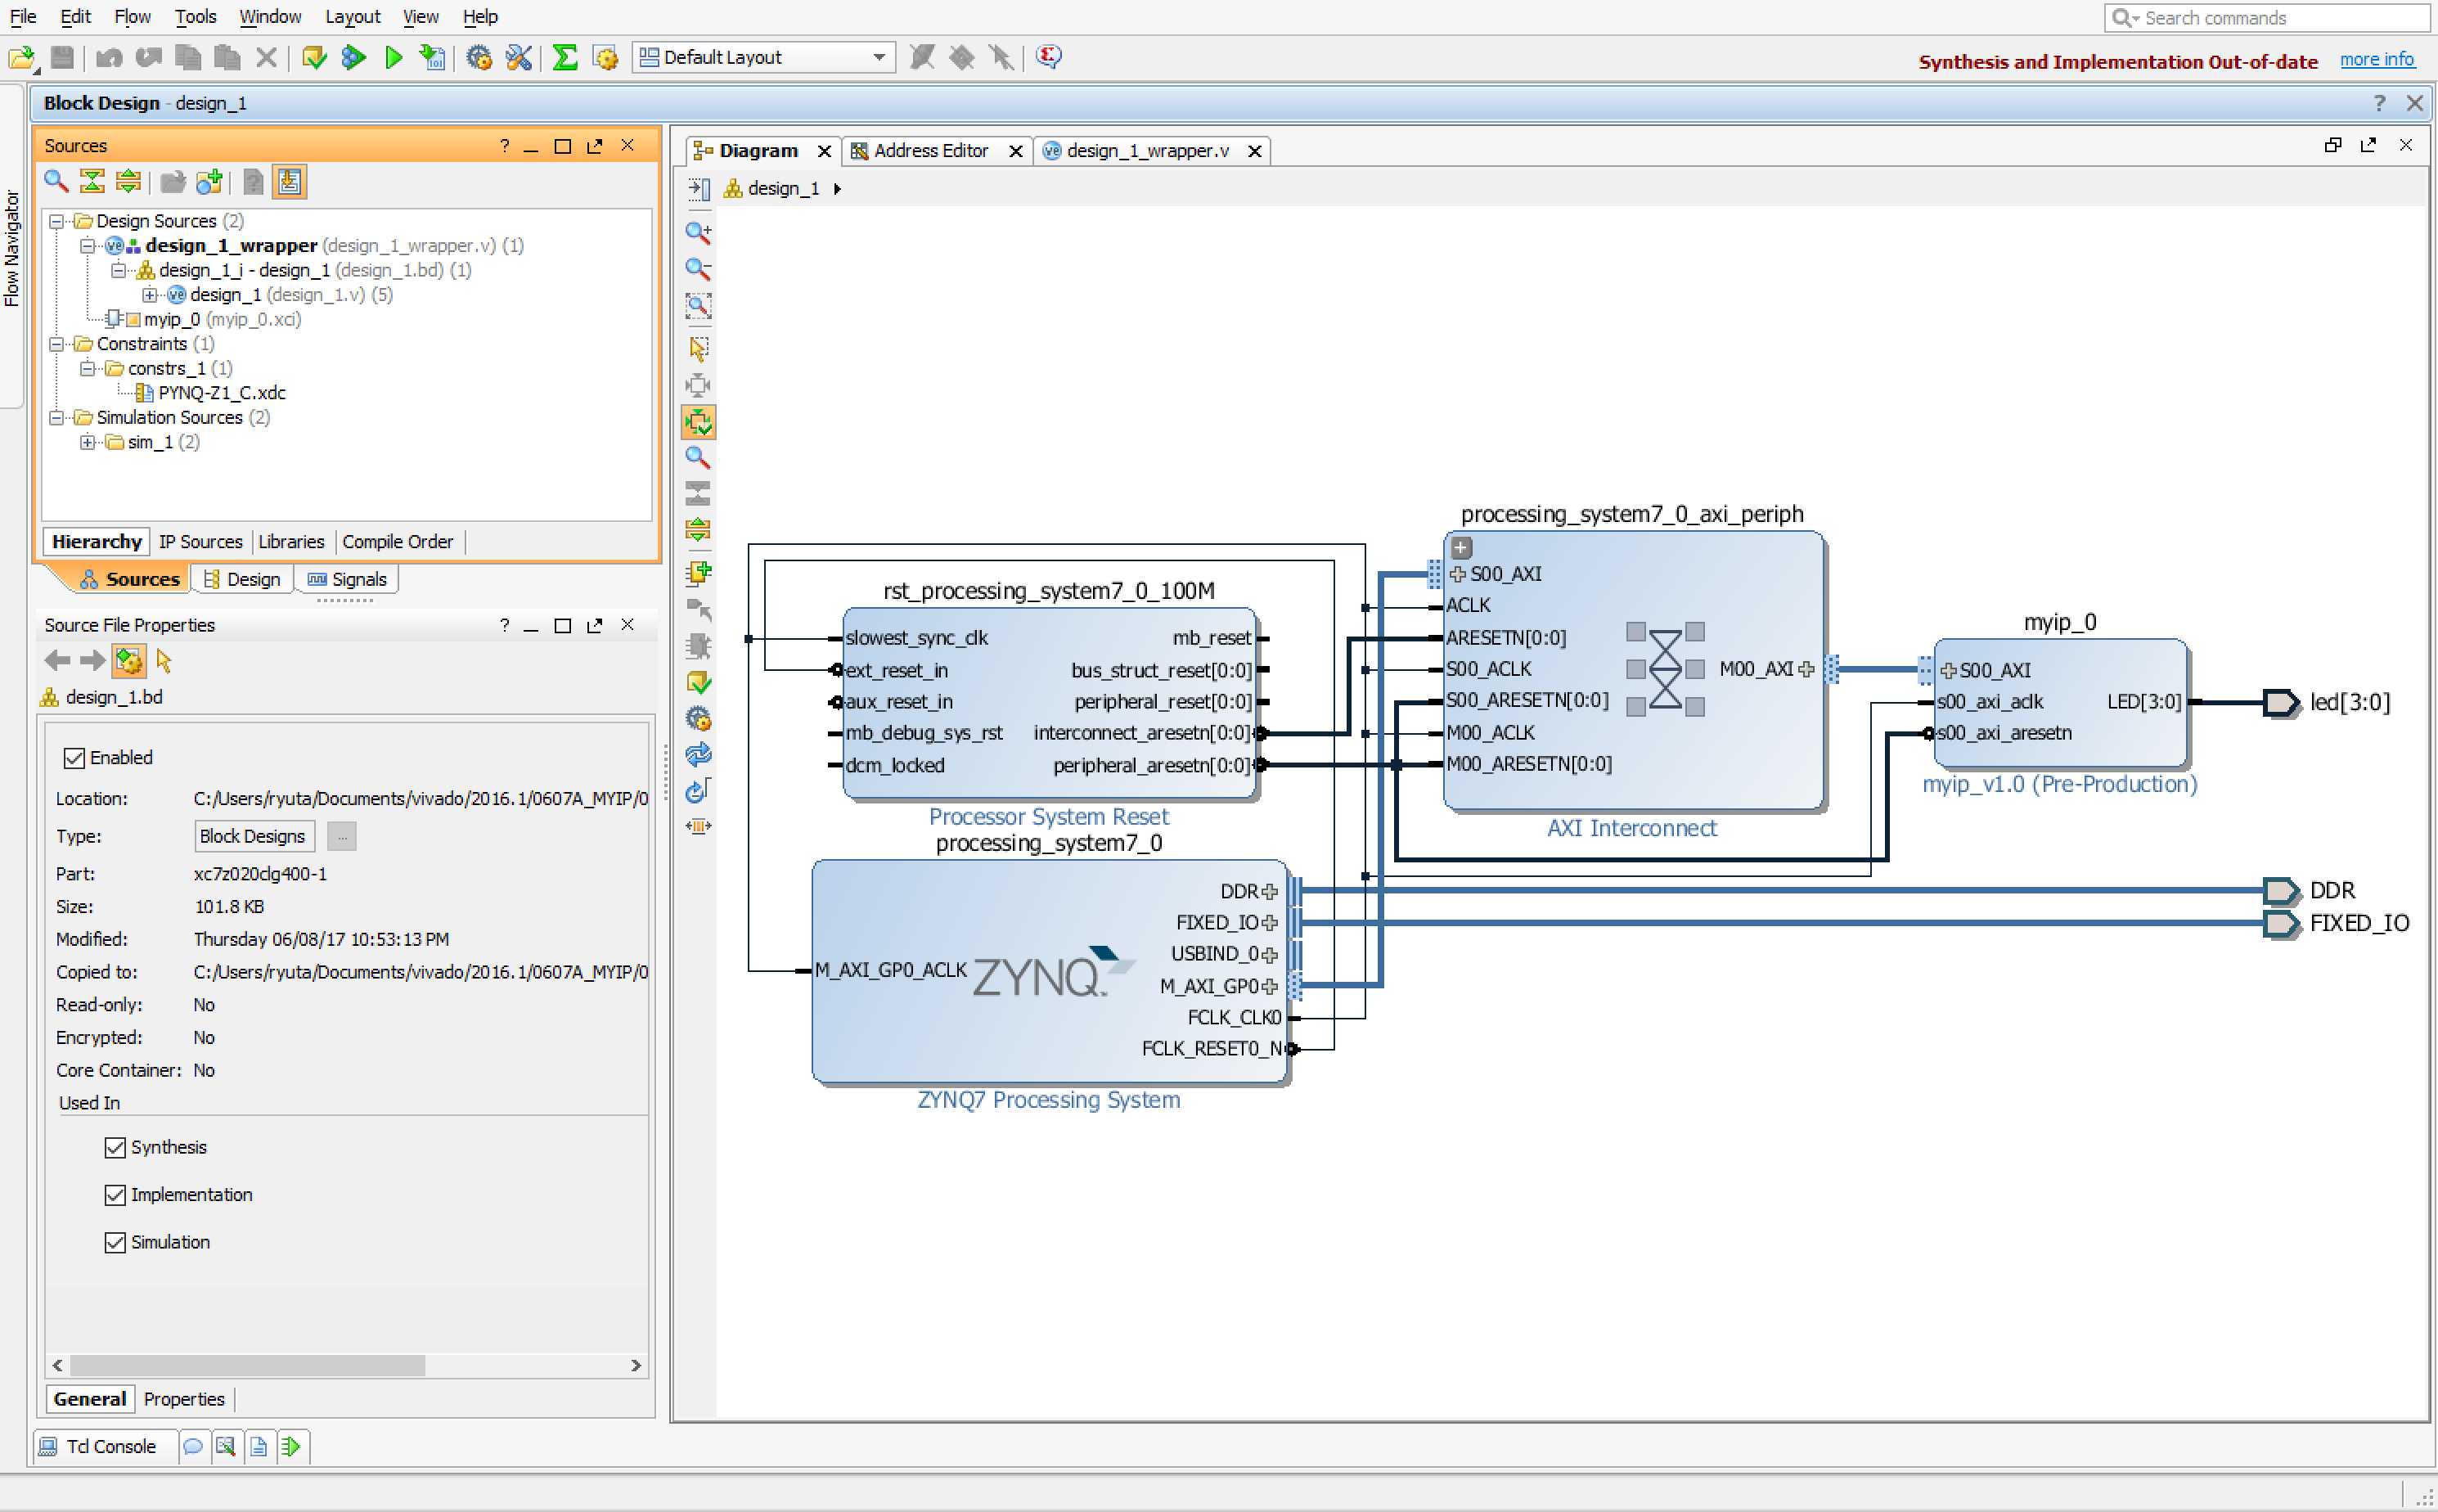 File Edit Flow Tools Window Layout View Help
Search commands
Default Layout
Synthesis and Implementation Out-of-date more info
Flow Navigator
Block Design - design_1
Sources
Design Sources (2)
design_1_wrapper (design_1_wrapper.v) (1)
design_1_i - design_1 (design_1.bd) (1)
design_1 (design_1.v) (5)
myip_0 (myip_0.xci)
Constraints (1)
constrs_1 (1)
PYNQ-Z1_C.xdc
Simulation Sources (2)
sim_1 (2)
Hierarchy IP Sources Libraries Compile Order
Sources Design Signals
Source File Properties
design_1.bd
Enabled
Location: C:/Users/ryuta/Documents/vivado/2016.1/0607A_MYIP/0
Type: Block Designs ...
Part: xc7z020clg400-1
Size: 101.8 KB
Modified: Thursday 06/08/17 10:53:13 PM
Copied to: C:/Users/ryuta/Documents/vivado/2016.1/0607A_MYIP/0
Read-only: No
Encrypted: No
Core Container: No
Used In
Synthesis
Implementation
Simulation
General Properties
Tcl Console
Diagram Address Editor design_1_wrapper.v
design_1
rst_processing_system7_0_100M
slowest_sync_clk mb_reset
ext_reset_in bus_struct_reset[0:0]
aux_reset_in peripheral_reset[0:0]
mb_debug_sys_rst interconnect_aresetn[0:0]
dcm_locked peripheral_aresetn[0:0]
Processor System Reset
processing_system7_0
DDR
FIXED_IO
USBIND_0
M_AXI_GP0_ACLK ZYNQ M_AXI_GP0
FCLK_CLK0
FCLK_RESET0_N
ZYNQ7 Processing System
processing_system7_0_axi_periph
S00_AXI
ACLK
ARESETN[0:0]
S00_ACLK M00_AXI
S00_ARESETN[0:0]
M00_ACLK
M00_ARESETN[0:0]
AXI Interconnect
myip_0
S00_AXI
s00_axi_aclk LED[3:0]
s00_axi_aresetn
myip_v1.0 (Pre-Production)
led[3:0]
DDR
FIXED_IO